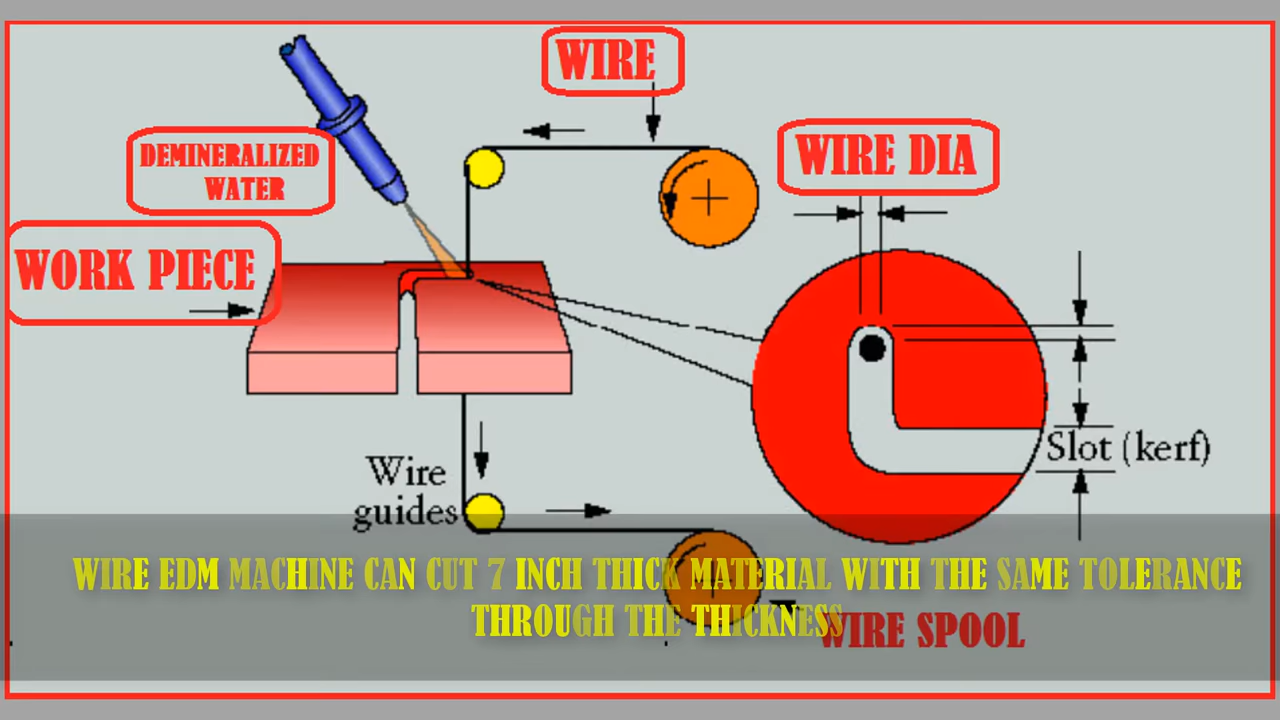 WIRE
DEMINERALIZED
WATER
WIRE DIA
WORK PIECE
Slot (kerf)
Wire
guides
WIRE EDM MACHINE CAN CUT 7 INCH THICK MATERIAL WITH THE SAME TOLERANCE
THROUGH THE THICKNESS
WIRE SPOOL